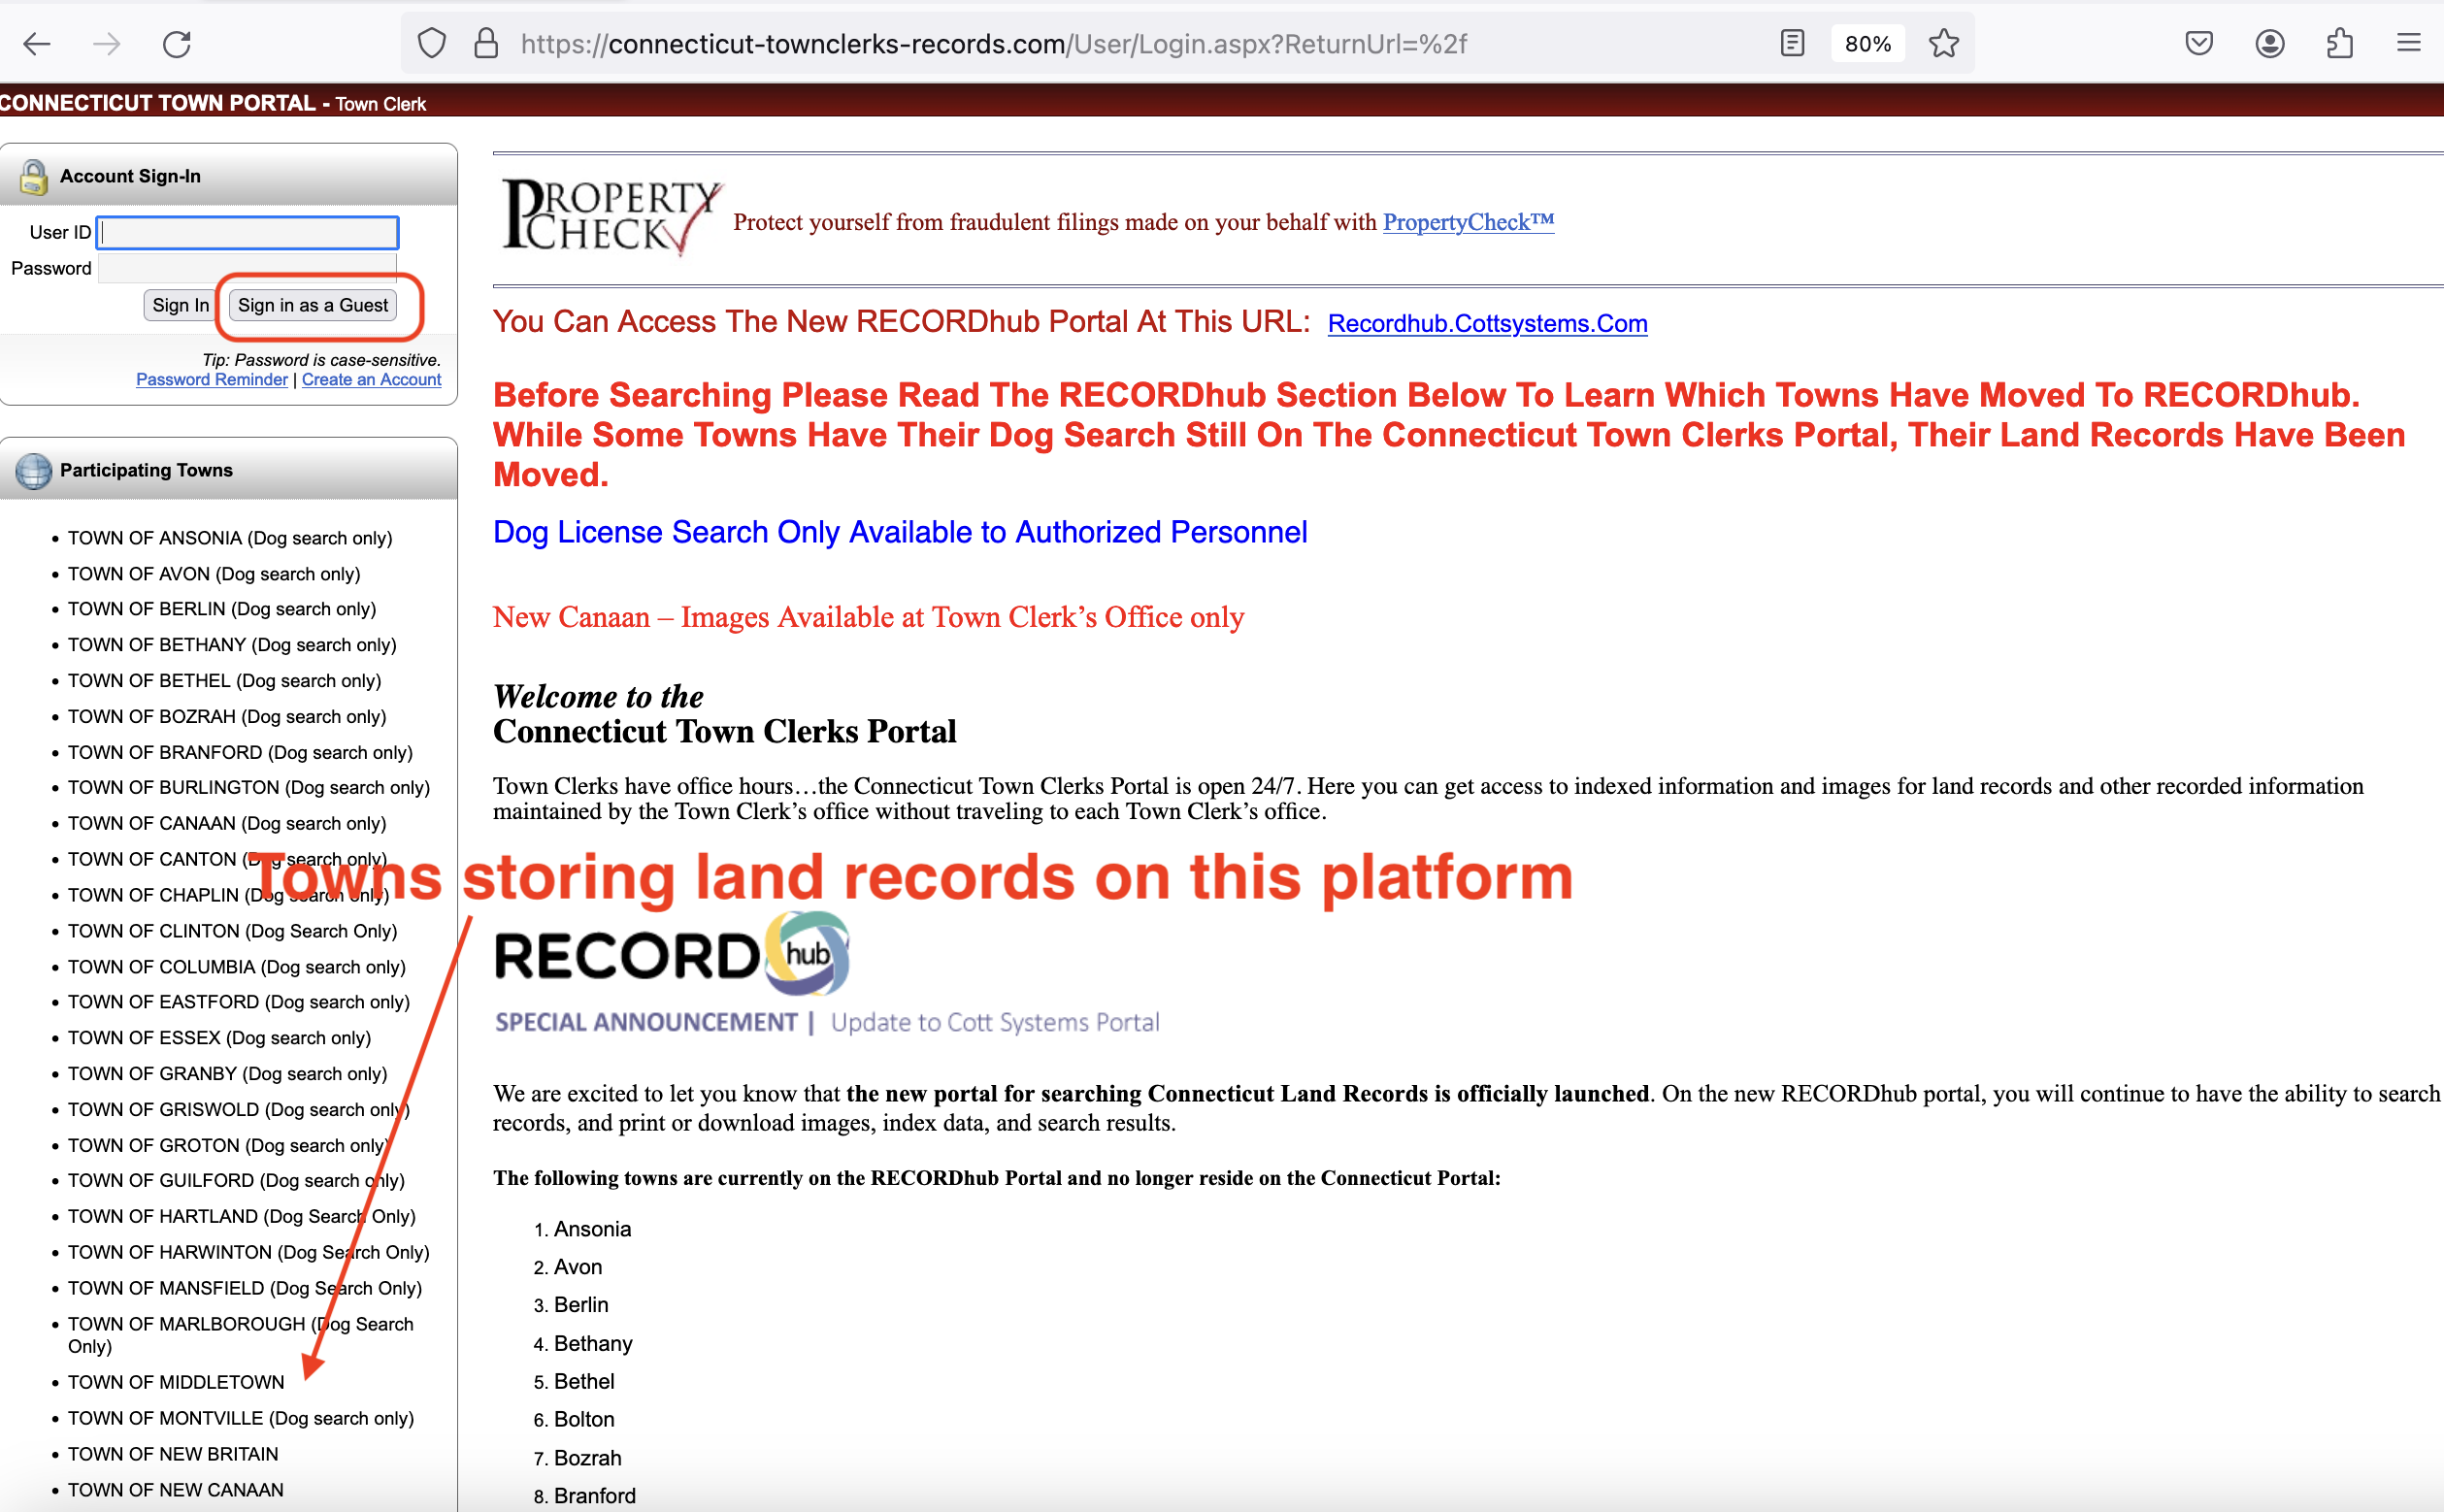 https://connecticut-townclerks-records.com/User/Login.aspx?ReturnUrl=%2f
80%
CONNECTICUT TOWN PORTAL - Town Clerk
Account Sign-In
User ID
Password
Sign In
Sign in as a Guest
Tip: Password is case-sensitive.
Password Reminder | Create an Account
Participating Towns
TOWN OF ANSONIA (Dog search only)
TOWN OF AVON (Dog search only)
TOWN OF BERLIN (Dog search only)
TOWN OF BETHANY (Dog search only)
TOWN OF BETHEL (Dog search only)
TOWN OF BOZRAH (Dog search only)
TOWN OF BRANFORD (Dog search only)
TOWN OF BURLINGTON (Dog search only)
TOWN OF CANAAN (Dog search only)
TOWN OF CANTON (Dog search only)
TOWN OF CHAPLIN (Dog search only)
TOWN OF CLINTON (Dog Search Only)
TOWN OF COLUMBIA (Dog search only)
TOWN OF EASTFORD (Dog search only)
TOWN OF ESSEX (Dog search only)
TOWN OF GRANBY (Dog search only)
TOWN OF GRISWOLD (Dog search only)
TOWN OF GROTON (Dog search only)
TOWN OF GUILFORD (Dog search only)
TOWN OF HARTLAND (Dog Search Only)
TOWN OF HARWINTON (Dog Search Only)
TOWN OF MANSFIELD (Dog Search Only)
TOWN OF MARLBOROUGH (Dog Search
Only)
TOWN OF MIDDLETOWN
TOWN OF MONTVILLE (Dog search only)
TOWN OF NEW BRITAIN
TOWN OF NEW CANAAN
PROPERTY
CHECK
Protect yourself from fraudulent filings made on your behalf with PropertyCheck™
You Can Access The New RECORDhub Portal At This URL: Recordhub.Cottsystems.Com
Before Searching Please Read The RECORDhub Section Below To Learn Which Towns Have Moved To RECORDhub.
While Some Towns Have Their Dog Search Still On The Connecticut Town Clerks Portal, Their Land Records Have Been
Moved.
Dog License Search Only Available to Authorized Personnel
New Canaan – Images Available at Town Clerk’s Office only
Welcome to the
Connecticut Town Clerks Portal
Town Clerks have office hours…the Connecticut Town Clerks Portal is open 24/7. Here you can get access to indexed information and images for land records and other recorded information
maintained by the Town Clerk’s office without traveling to each Town Clerk’s office.
Towns storing land records on this platform
RECORD hub
SPECIAL ANNOUNCEMENT | Update to Cott Systems Portal
We are excited to let you know that the new portal for searching Connecticut Land Records is officially launched. On the new RECORDhub portal, you will continue to have the ability to search
records, and print or download images, index data, and search results.
The following towns are currently on the RECORDhub Portal and no longer reside on the Connecticut Portal:
1. Ansonia
2. Avon
3. Berlin
4. Bethany
5. Bethel
6. Bolton
7. Bozrah
8. Branford